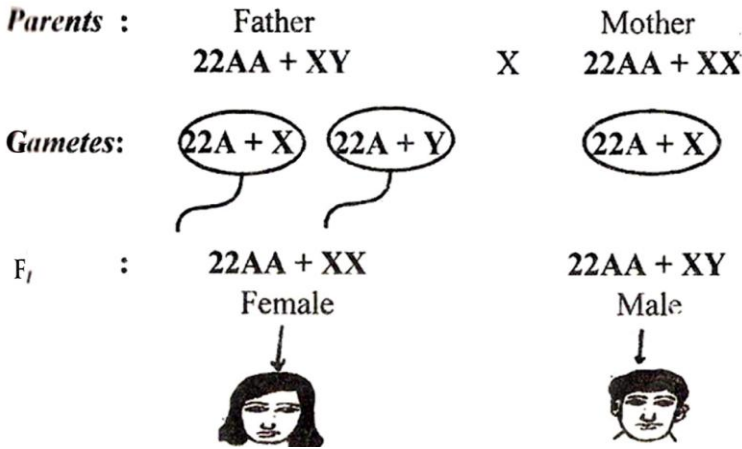 Parents : Father Mother
22AA + XY X 22AA + XX
Gametes: 22A + X 22A + Y 22A + X
F₁ : 22AA + XX 22AA + XY
Female Male